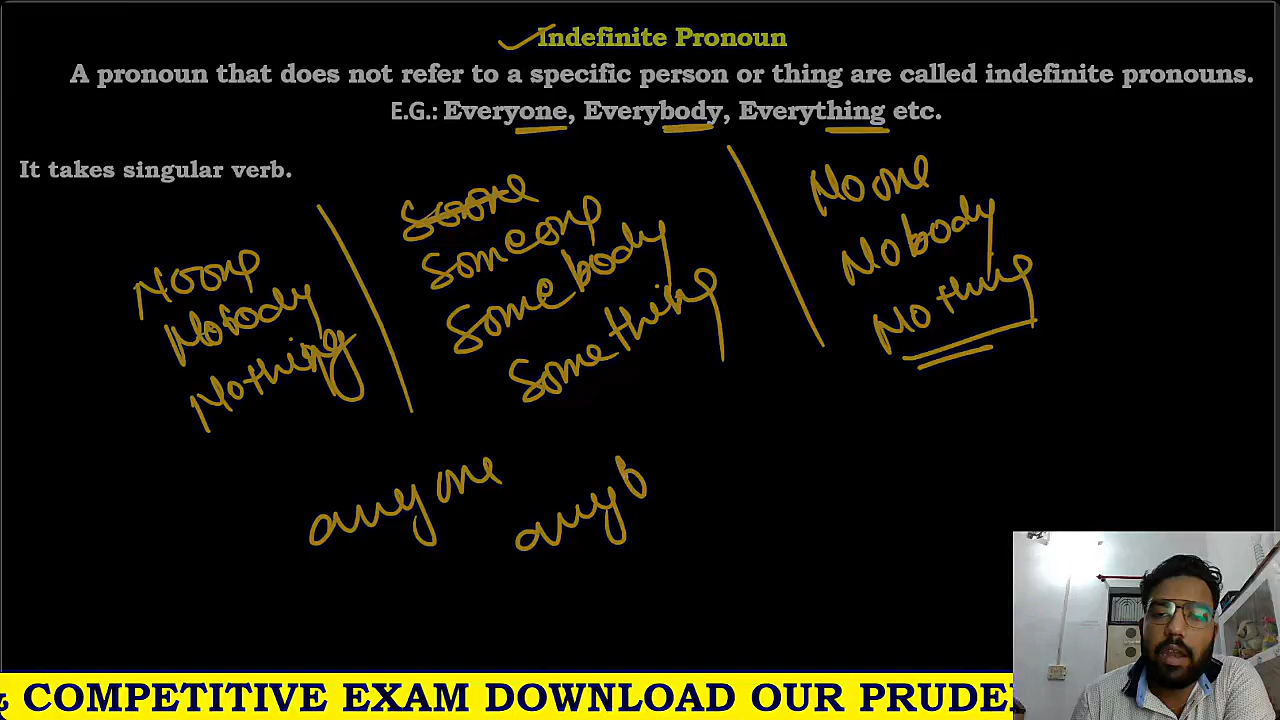 Indefinite Pronoun
A pronoun that does not refer to a specific person or thing are called indefinite pronouns.
E.G.: Everyone, Everybody, Everything etc.
It takes singular verb.
Noone
Nobody
Nothing
Someone
Somebody
Something
No one
Nobody
Nothing
anyone anyb
& COMPETITIVE EXAM DOWNLOAD OUR PRUDE